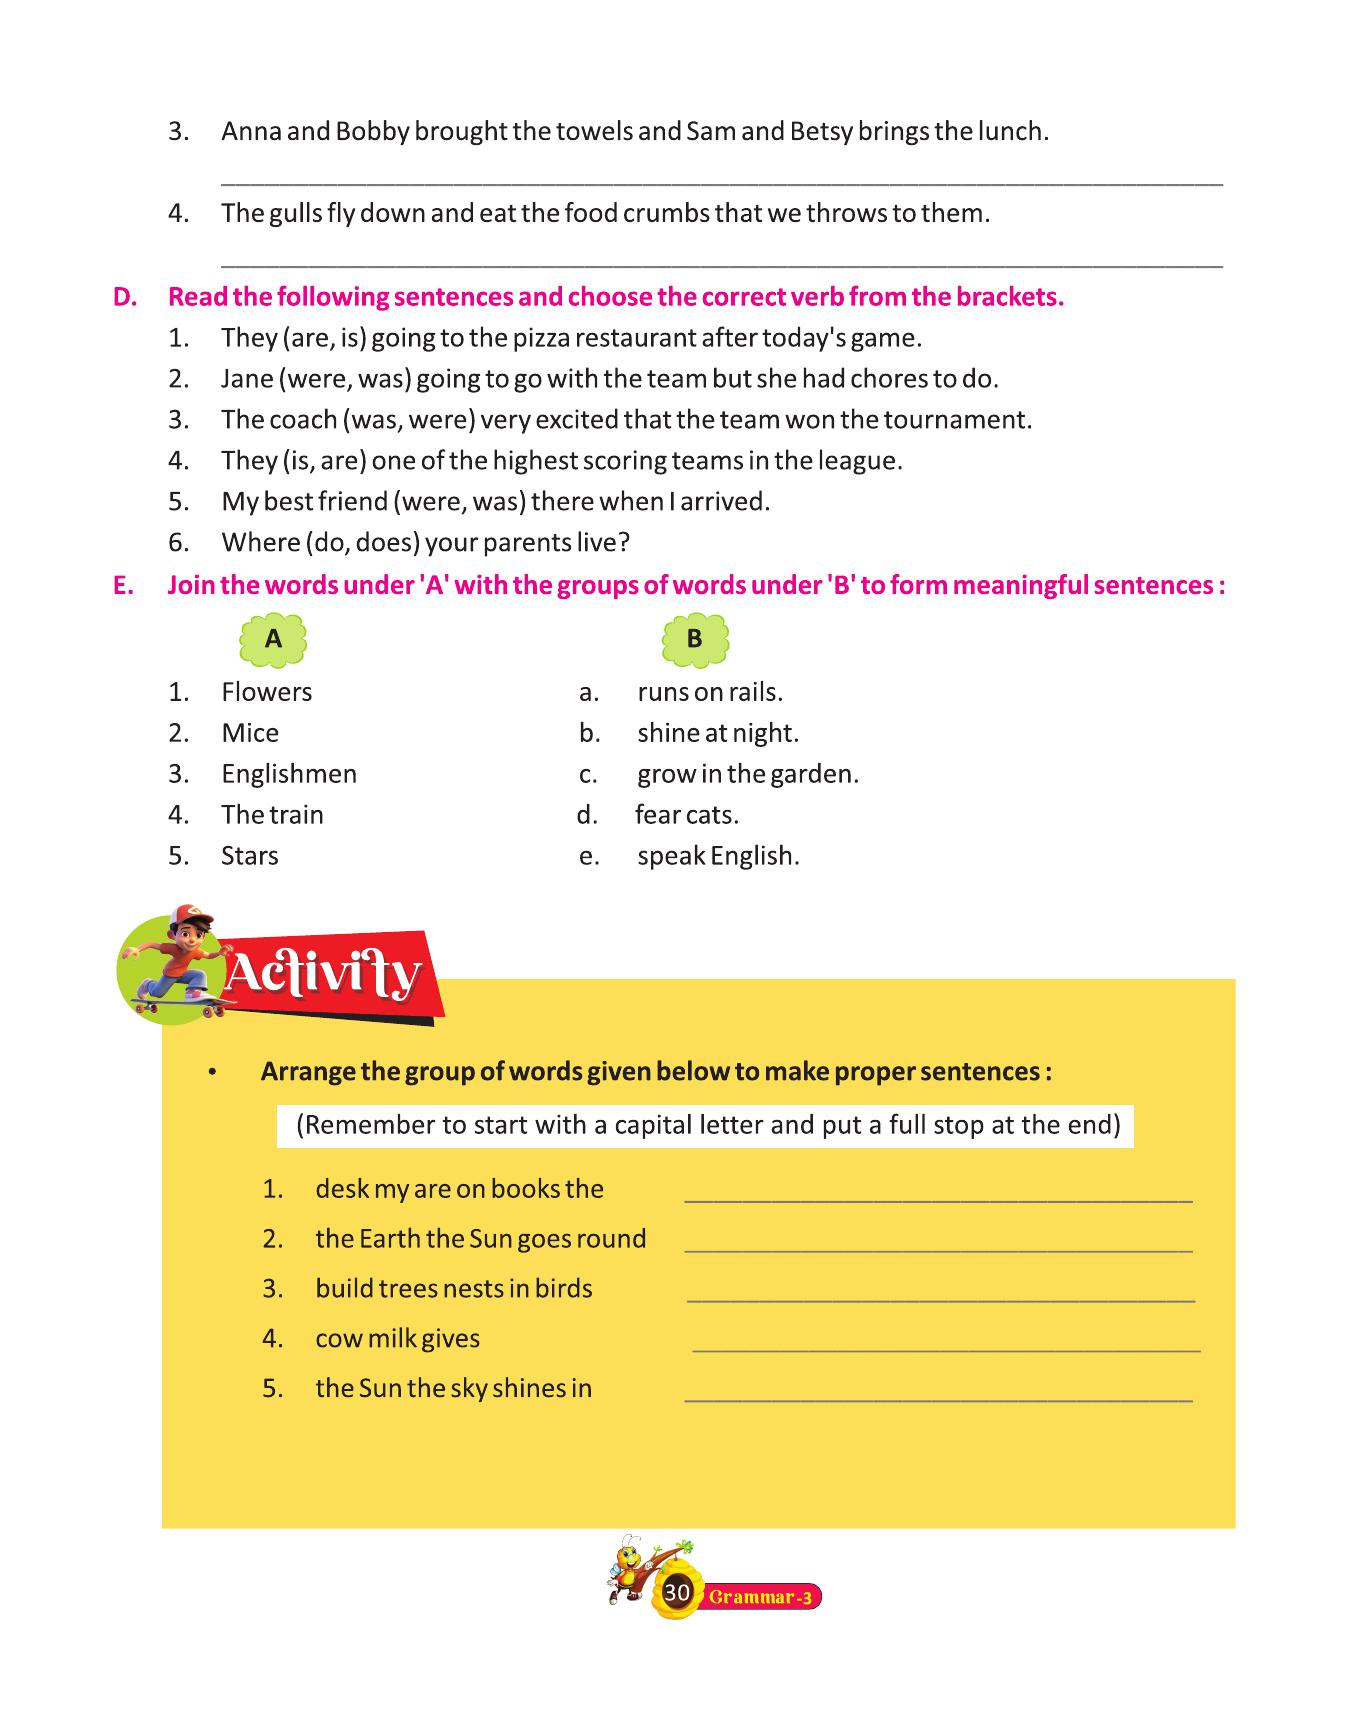 3. Anna and Bobby brought the towels and Sam and Betsy brings the lunch.
4. The gulls fly down and eat the food crumbs that we throws to them.
D. Read the following sentences and choose the correct verb from the brackets.
1. They (are, is) going to the pizza restaurant after today's game.
2. Jane (were, was) going to go with the team but she had chores to do.
3. The coach (was, were) very excited that the team won the tournament.
4. They (is, are) one of the highest scoring teams in the league.
5. My best friend (were, was) there when I arrived.
6. Where (do, does) your parents live?
E. Join the words under 'A' with the groups of words under 'B' to form meaningful sentences :
A B
1. Flowers a. runs on rails.
2. Mice b. shine at night.
3. Englishmen c. grow in the garden.
4. The train d. fear cats.
5. Stars e. speak English.
Activity
• Arrange the group of words given below to make proper sentences :
(Remember to start with a capital letter and put a full stop at the end)
1. desk my are on books the
2. the Earth the Sun goes round
3. build trees nests in birds
4. cow milk gives
5. the Sun the sky shines in
30 Grammar-3